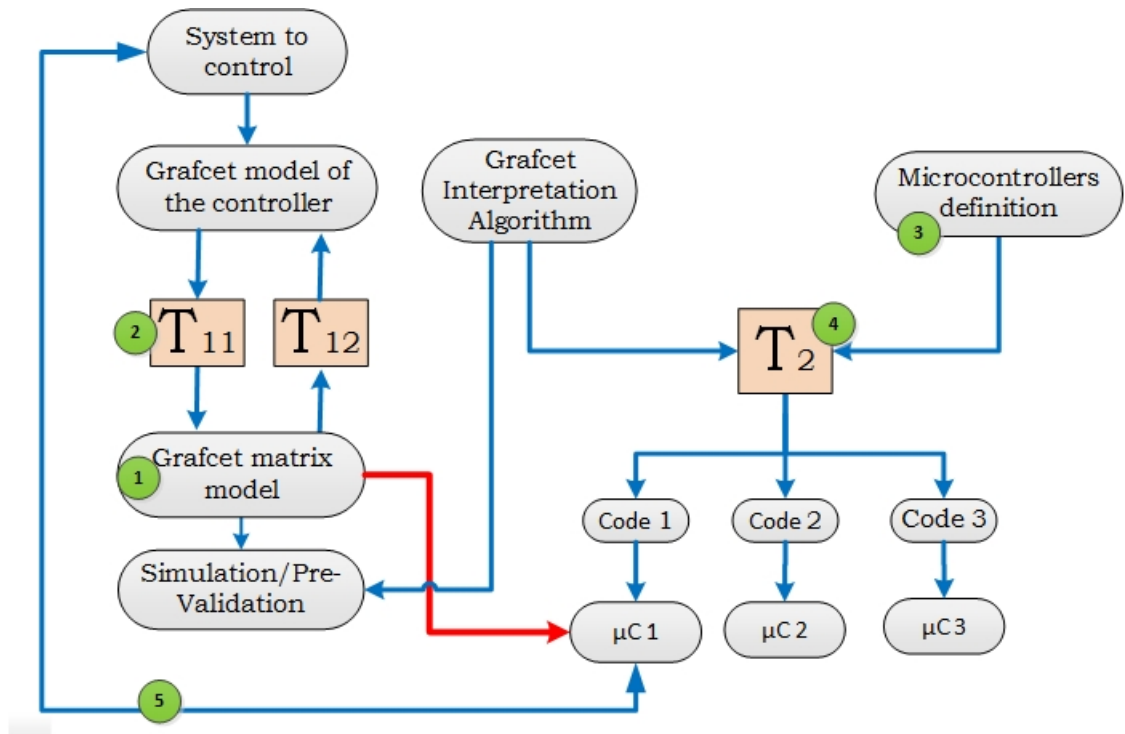 System to
control
Grafcet model of
the controller
Grafcet
Interpretation
Algorithm
Microcontrollers
definition
3
2
T11
T12
T2
4
1
Grafcet matrix
model
Code 1
Code 2
Code 3
Simulation/Pre-
Validation
µC 1
µC 2
µC 3
5